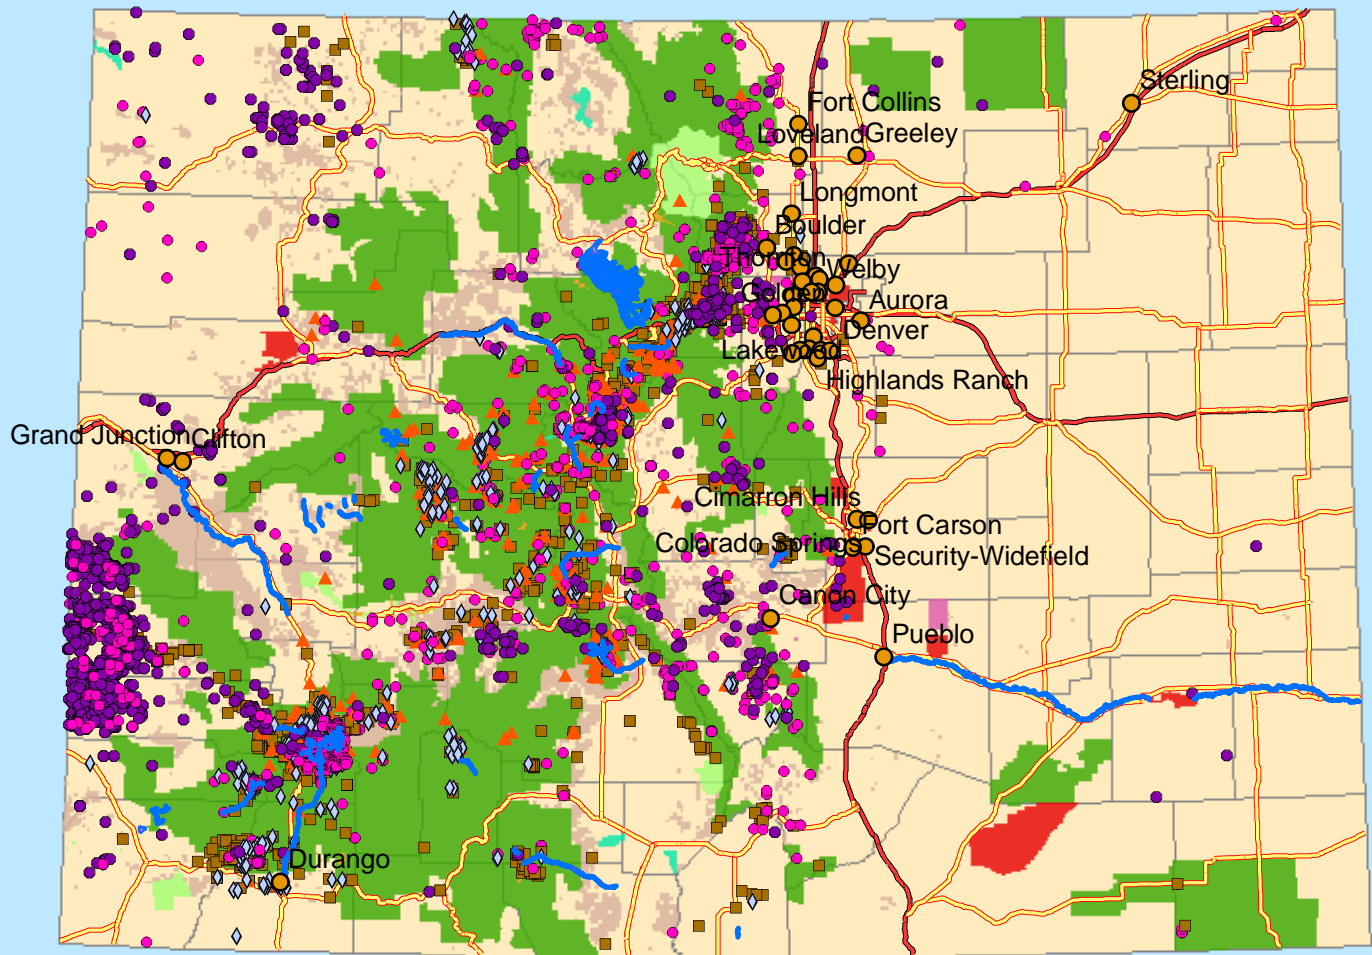 Sterling
Fort Collins
Loveland
Greeley
Longmont
Boulder
Thornton
Welby
Golden
Aurora
Denver
Lakewood
Highlands Ranch
Grand Junction
Clifton
Cimarron Hills
Fort Carson
Colorado Springs
Security-Widefield
Canon City
Pueblo
Durango